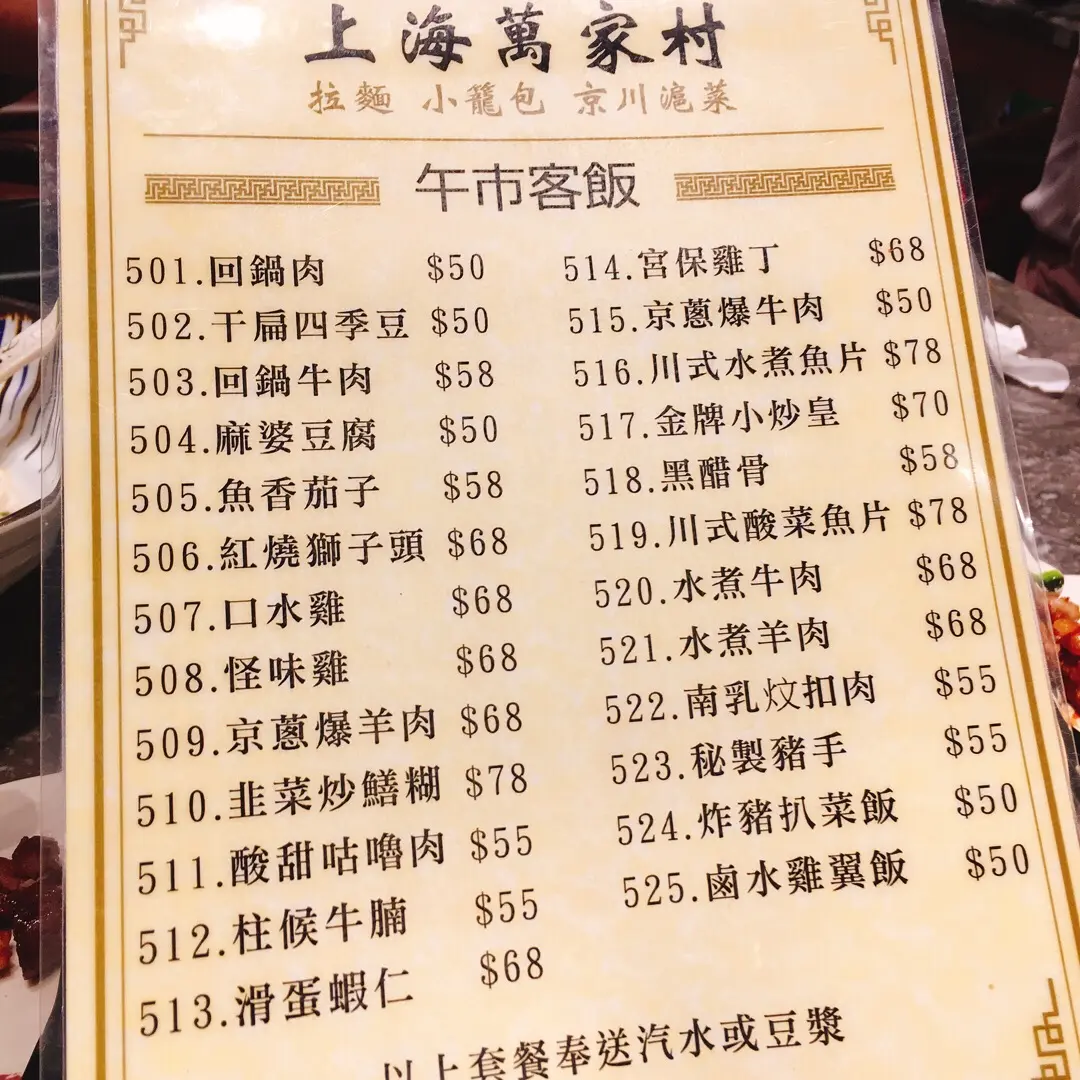 上海萬家村
拉麵 小籠包 京川滬菜
午市客飯
501.回鍋肉 $50
502.干扁四季豆 $50
503.回鍋牛肉 $58
504.麻婆豆腐 $50
505.魚香茄子 $58
506.紅燒獅子頭 $68
507.口水雞 $68
508.怪味雞 $68
509.京蔥爆羊肉 $68
510.韭菜炒鱔糊 $78
511.酸甜咕嚕肉 $55
512.柱候牛腩 $55
513.滑蛋蝦仁 $68
514.宮保雞丁 $68
515.京蔥爆牛肉 $50
516.川式水煮魚片 $78
517.金牌小炒皇 $70
518.黑醋骨 $58
519.川式酸菜魚片 $78
520.水煮牛肉 $68
521.水煮羊肉 $68
522.南乳炆扣肉 $55
523.秘製豬手 $55
524.炸豬扒菜飯 $50
525.鹵水雞翼飯 $50
以上套餐奉送汽水或豆漿